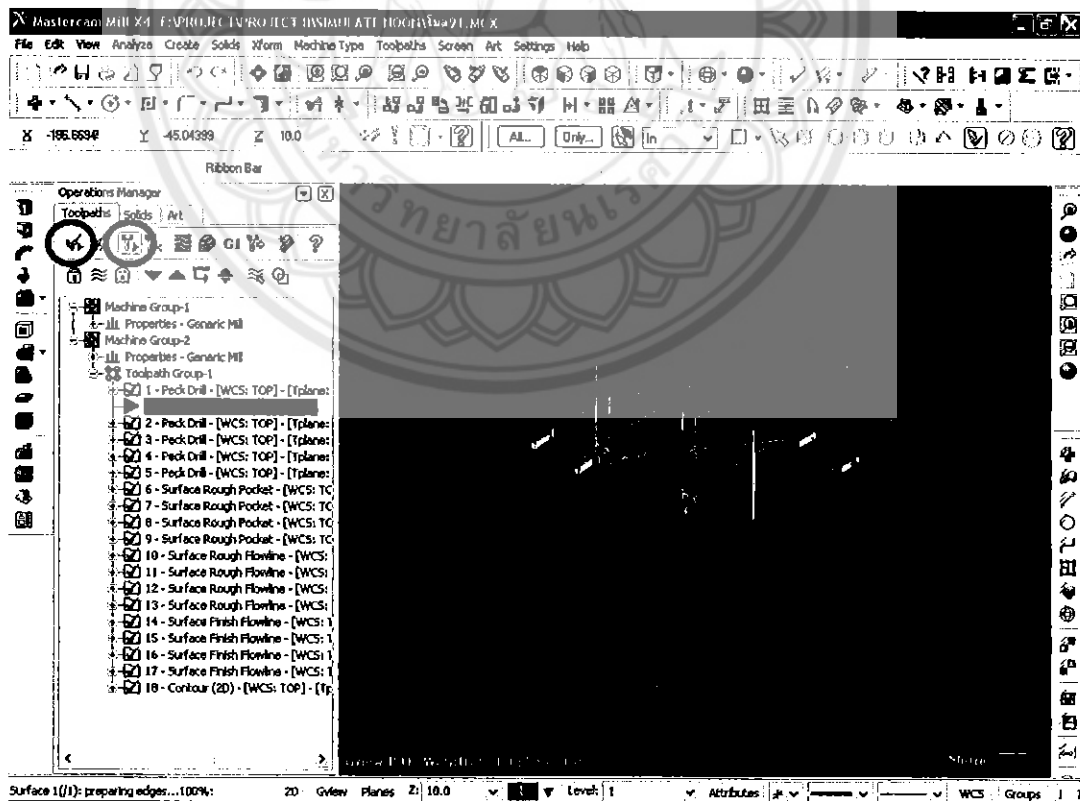 Mastercam Mill X4 F:\PROJECT\PROJECT
File Edit View Analyze Create Solids Xform Machine Type Toolpaths Screen Art Settings Help
X -186.66948 Y -45.04399 Z 10.0 All... Only... In
Ribbon Bar
Operations Manager
Toolpaths Solids Art
G1
Machine Group-1
Properties - Generic Mill
Machine Group-2
Properties - Generic Mill
Toolpath Group-1
1 - Peck Drill - [WCS: TOP] - [Tplane:
2 - Peck Drill - [WCS: TOP] - [Tplane:
3 - Peck Drill - [WCS: TOP] - [Tplane:
4 - Peck Drill - [WCS: TOP] - [Tplane:
5 - Peck Drill - [WCS: TOP] - [Tplane:
6 - Surface Rough Pocket - [WCS: TC
7 - Surface Rough Pocket - [WCS: TC
8 - Surface Rough Pocket - [WCS: TC
9 - Surface Rough Pocket - [WCS: TC
10 - Surface Rough Flowline - [WCS:
11 - Surface Rough Flowline - [WCS:
12 - Surface Rough Flowline - [WCS:
13 - Surface Rough Flowline - [WCS:
14 - Surface Finish Flowline - [WCS: T
15 - Surface Finish Flowline - [WCS: T
16 - Surface Finish Flowline - [WCS: T
17 - Surface Finish Flowline - [WCS: T
18 - Contour (2D) - [WCS: TOP] - [Tp
Surface 1(/1): preparing edges...100%: 2D Gview Planes Z: 10.0 Level: 1 Attributes WCS Groups